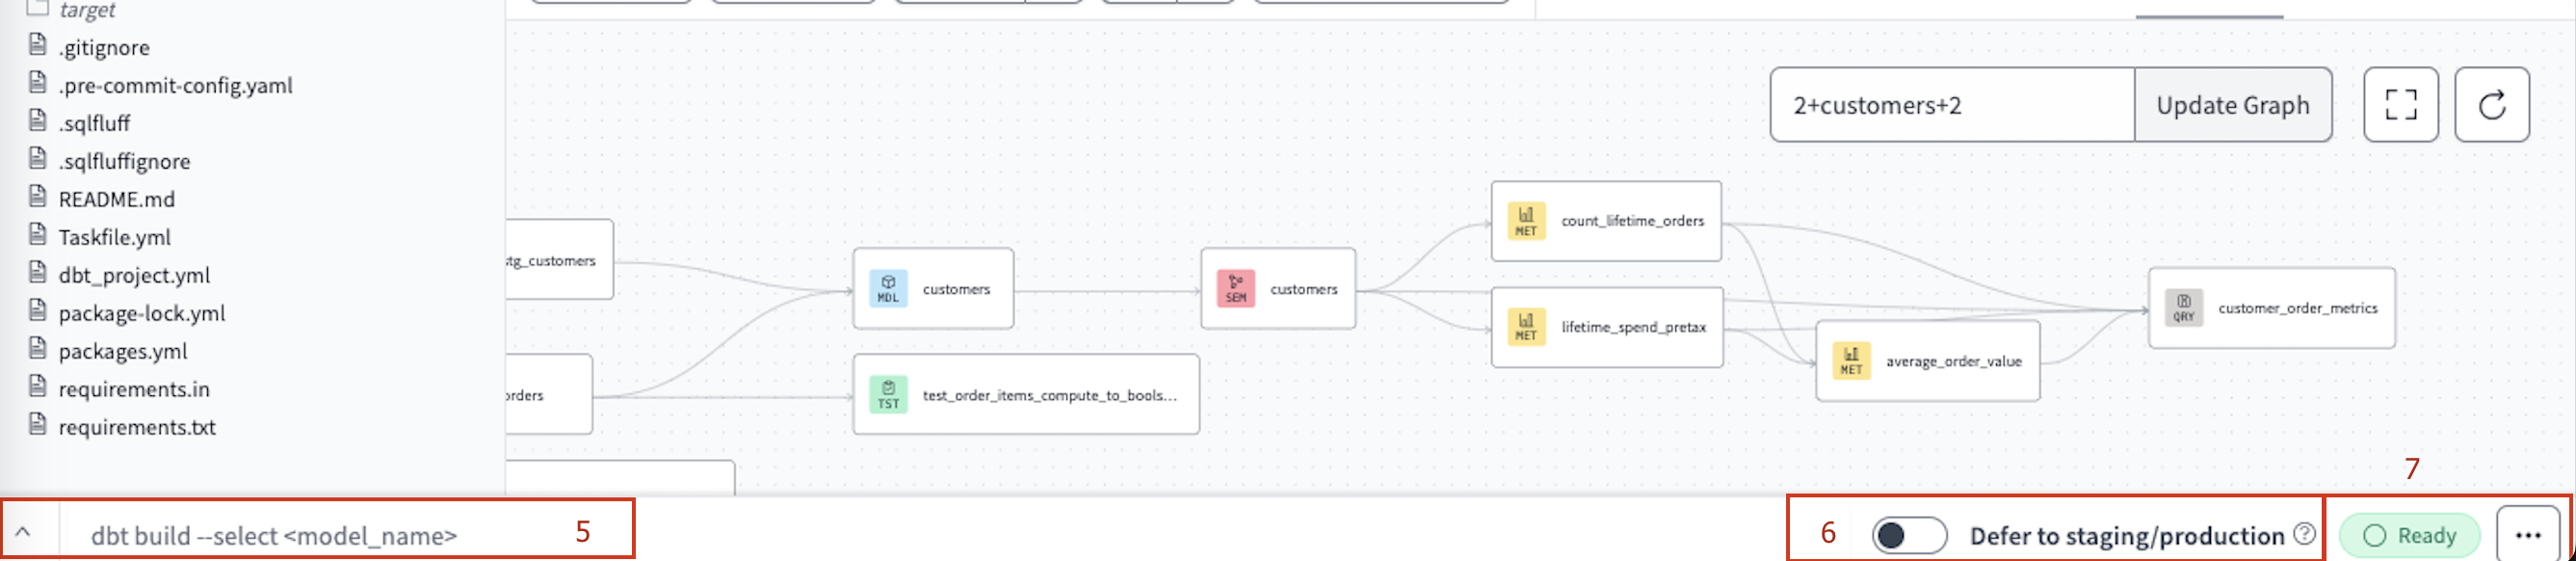 target
.gitignore
.pre-commit-config.yaml
.sqlfluff
.sqlfluffignore
README.md
Taskfile.yml
dbt_project.yml
package-lock.yml
packages.yml
requirements.in
requirements.txt
2+customers+2
Update Graph
stg_customers
orders
MDL
customers
TST
test_order_items_compute_to_bools...
SEM
customers
MET
count_lifetime_orders
MET
lifetime_spend_pretax
MET
average_order_value
QRY
customer_order_metrics
7
dbt build --select <model_name>
5
6
Defer to staging/production
?
Ready
...